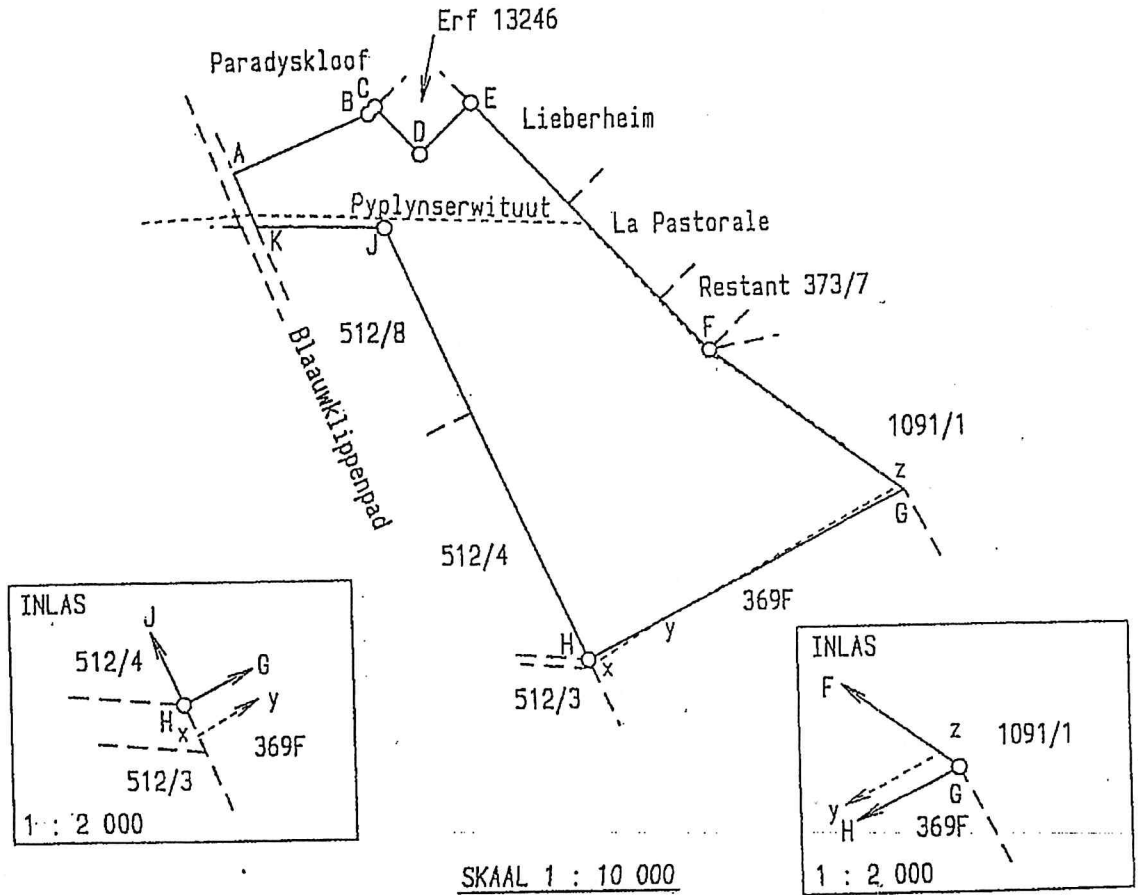 Erf 13246
Paradyskloof
C
B
E
D
Lieberheim
A
Pyplynserwituut
La Pastorale
K
J
Restant 373/7
F
512/8
Blaauwklippenpad
1091/1
z
G
512/4
369F
y
H
x
512/3
INLAS
J
512/4
G
y
H
x
369F
512/3
1 : 2 000
INLAS
F
z
1091/1
G
y
H
369F
1 : 2 000
SKAAL 1 : 10 000